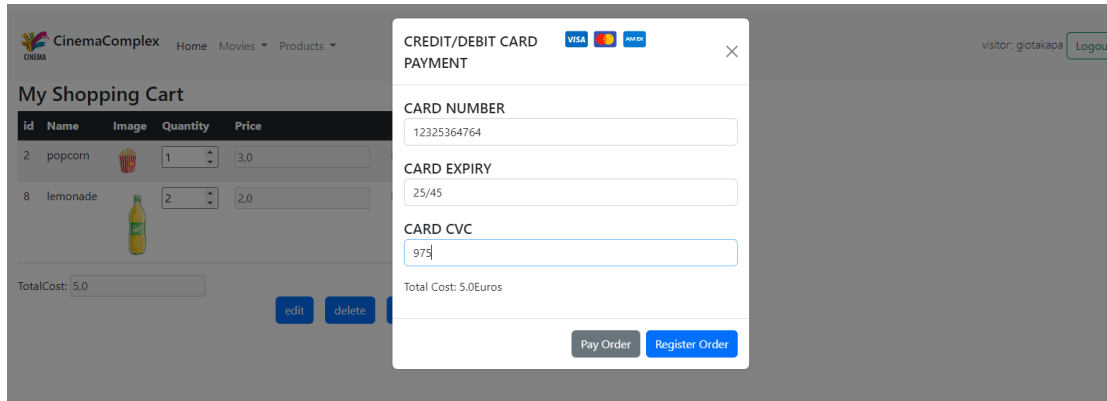 CinemaComplex Home Movies Products visitor: giotakapa Logou
CINEMA
My Shopping Cart
id Name Image Quantity Price
2 popcorn 1 3,0
8 lemonade 2 2,0
TotalCost: 5,0
edit delete
CREDIT/DEBIT CARD VISA AMEX
PAYMENT
CARD NUMBER
12325364764
CARD EXPIRY
25/45
CARD CVC
975
Total Cost: 5.0Euros
Pay Order Register Order